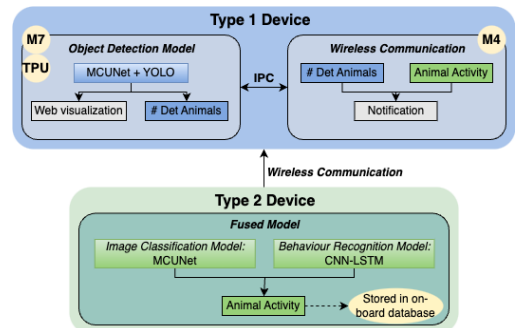 Type 1 Device
M7
TPU
Object Detection Model
MCUNet + YOLO
Web visualization
# Det Animals
IPC
M4
Wireless Communication
# Det Animals
Animal Activity
Notification
Wireless Communication
Type 2 Device
Fused Model
Image Classification Model:
MCUNet
Behaviour Recognition Model:
CNN-LSTM
Animal Activity
Stored in on-
board database